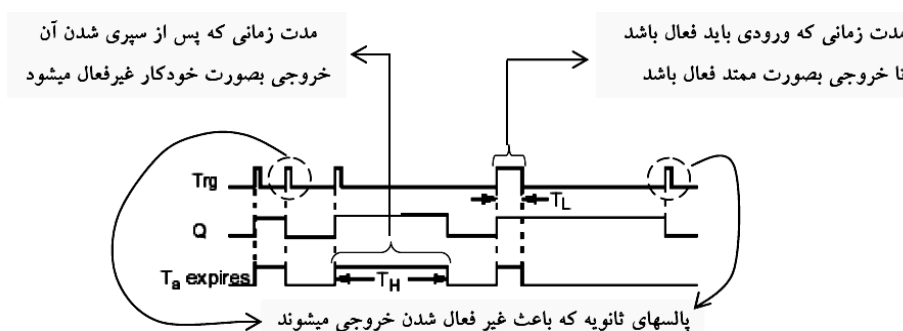 مدت زمانی که پس از سپری شدن آن
خروجی بصورت خودکار غیرفعال میشود
مدت زمانی که ورودی باید فعال باشد
تا خروجی بصورت ممتد فعال باشد
Trg
TL
Q
Ta expires
TH
پالسهای ثانویه که باعث غیر فعال شدن خروجی میشوند